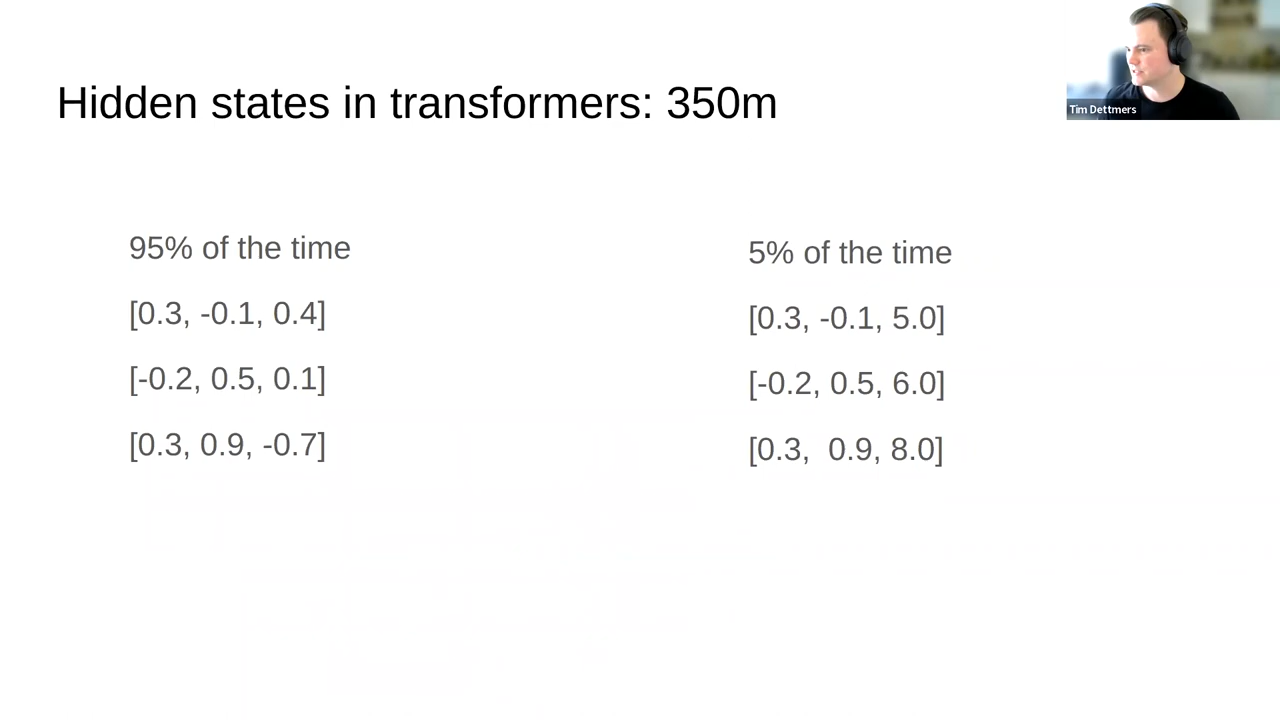 Hidden states in transformers: 350m
Tim Dettmers
95% of the time
[0.3, -0.1, 0.4]
[-0.2, 0.5, 0.1]
[0.3, 0.9, -0.7]
5% of the time
[0.3, -0.1, 5.0]
[-0.2, 0.5, 6.0]
[0.3,  0.9, 8.0]